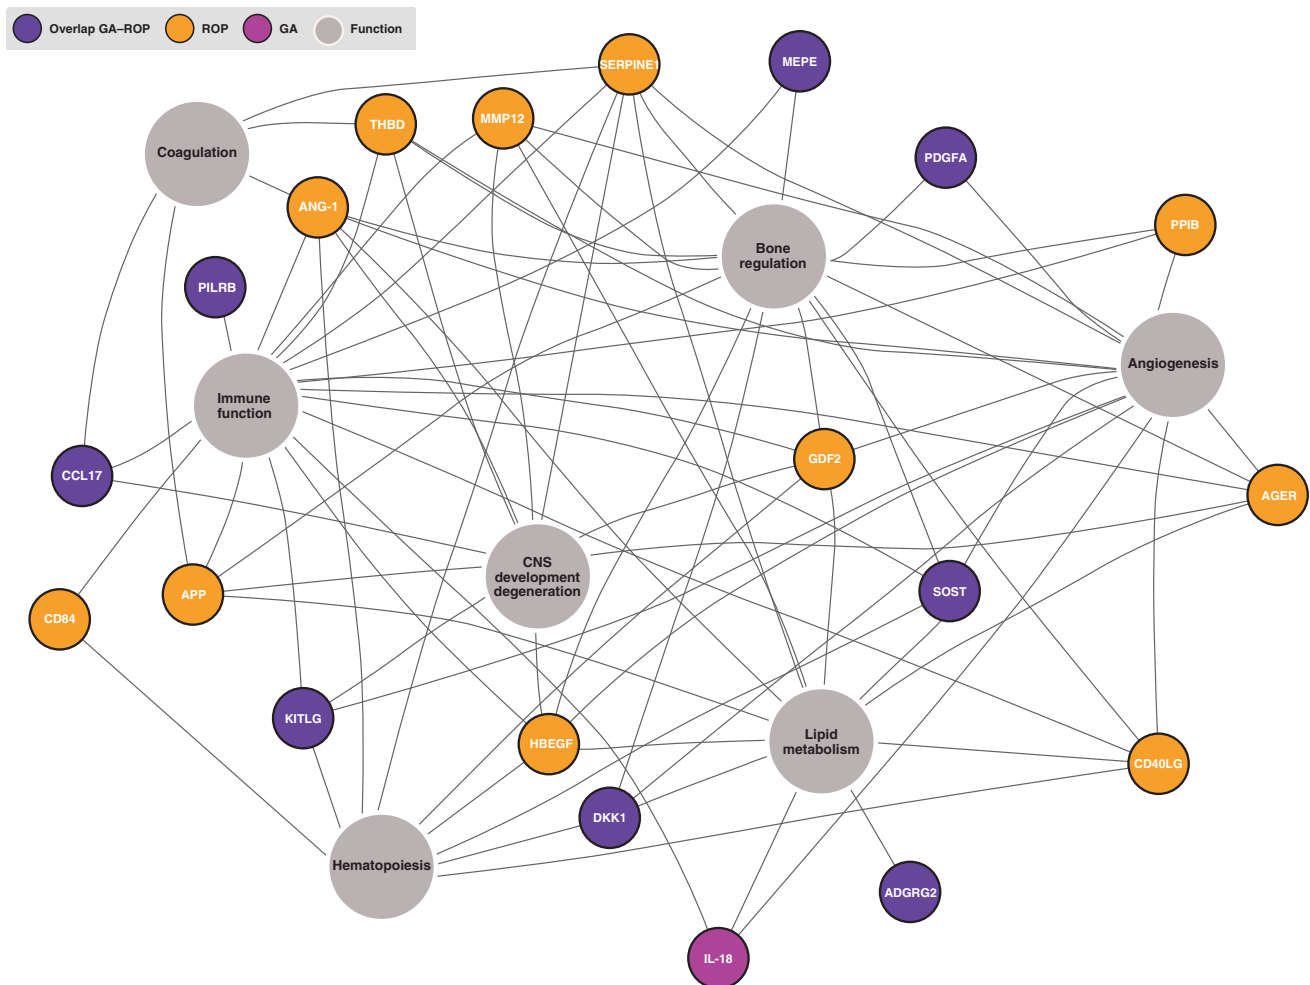 Overlap GA–ROP
ROP
GA
Function
SERPINE1
MEPE
THBD
MMP12
Coagulation
PDGFA
ANG-1
PPIB
Bone
regulation
PILRB
Angiogenesis
Immune
function
GDF2
CCL17
AGER
CNS
development
degeneration
SOST
APP
CD84
KITLG
HBEGF
Lipid
metabolism
CD40LG
DKK1
Hematopoiesis
ADGRG2
IL-18